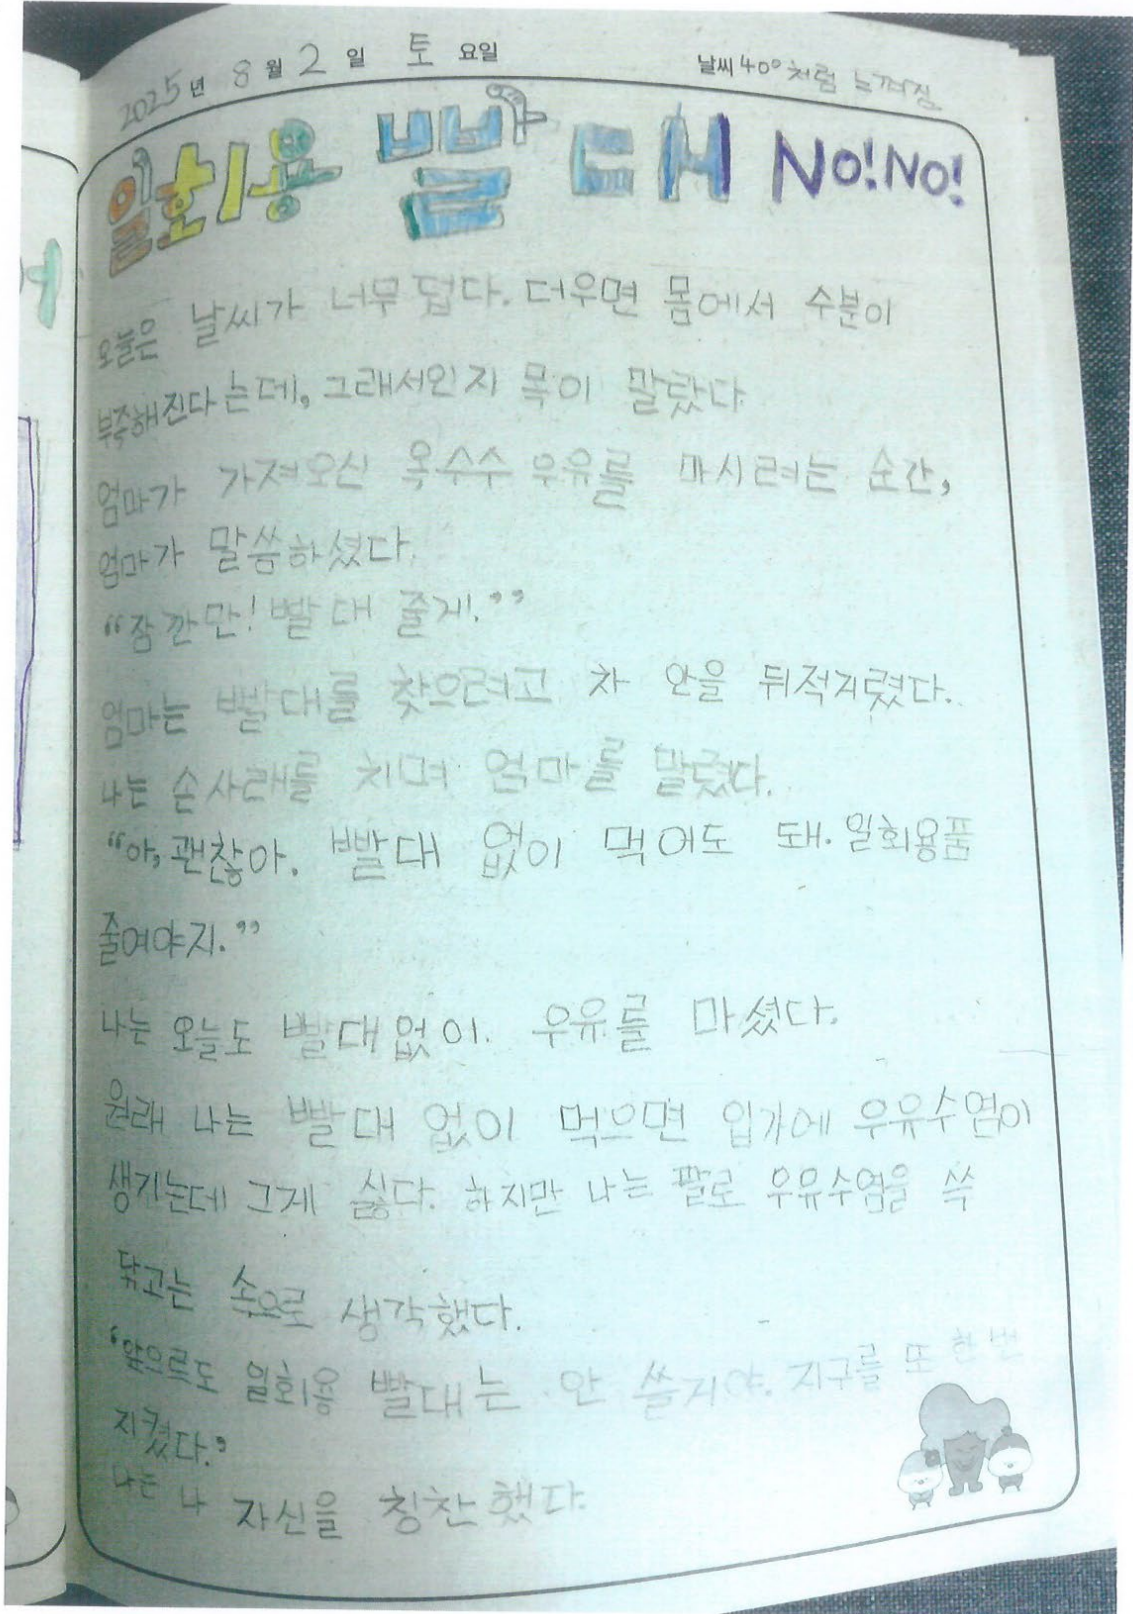 2025년 8월 2일 토요일 날씨 40°처럼 느껴짐
일회용 빨대 NO! NO!
오늘은 날씨가 너무 덥다. 더우면 몸에서 수분이
부족해진다는데, 그래서인지 목이 말랐다.
엄마가 가져오신 옥수수 우유를 마시려는 순간,
엄마가 말씀하셨다.
“잠깐만! 빨대 줄게!.”
엄마는 빨대를 찾으려고 차 안을 뒤적거렸다.
나는 손사래를 치며 엄마를 말렸다.
“아, 괜찮아. 빨대 없이 먹어도 돼. 일회용품
줄여야지.”
나는 오늘도 빨대 없이. 우유를 마셨다.
원래 나는 빨대 없이 먹으면 입가에 우유수염이
생기는데 그게 싫다. 하지만 나는 팔로 우유수염을 쓱
닦고는 속으로 생각했다.
‘앞으로도 일회용 빨대는 안 쓸거야. 지구를 또 한번
지켰다.’
나는 나 자신을 칭찬했다.